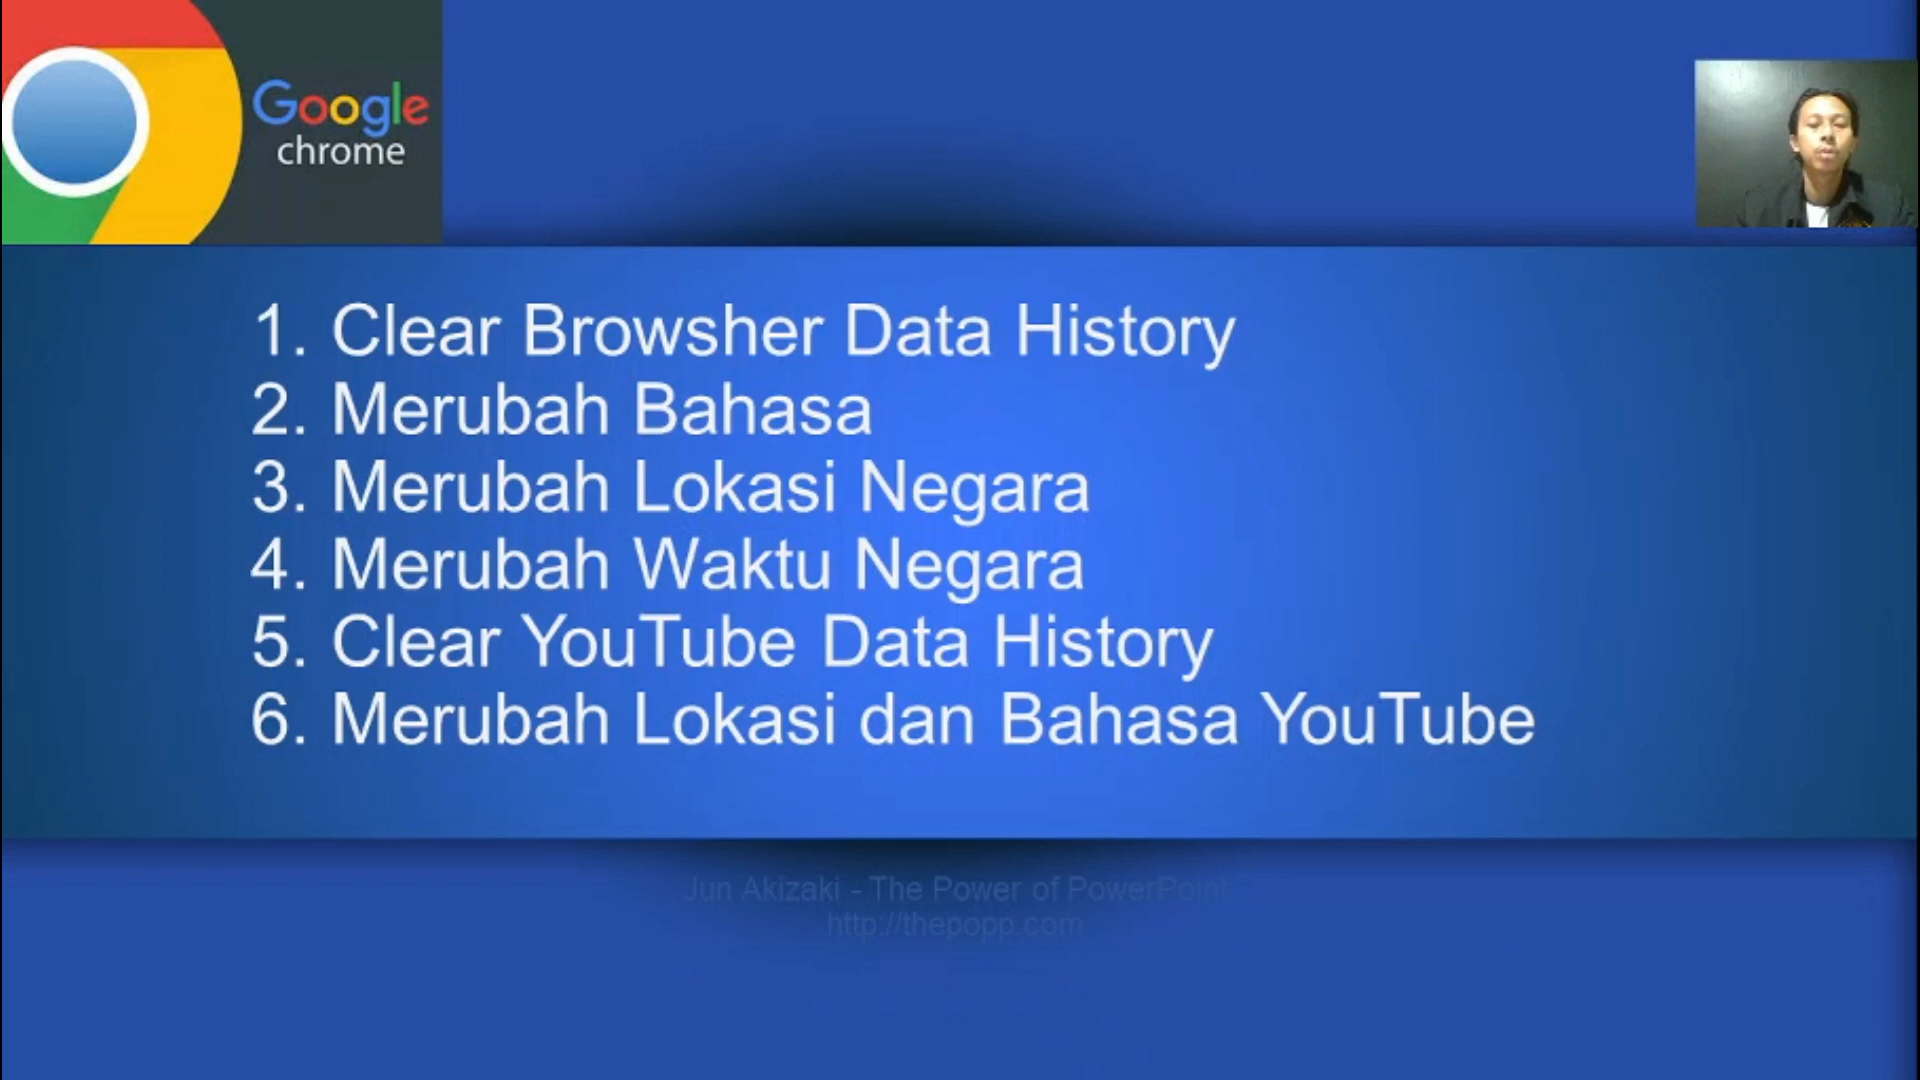 Google
chrome
1. Clear Browsher Data History
2. Merubah Bahasa
3. Merubah Lokasi Negara
4. Merubah Waktu Negara
5. Clear YouTube Data History
6. Merubah Lokasi dan Bahasa YouTube
Jun Akizaki - The Power of PowerPoint
http://thepopp.com